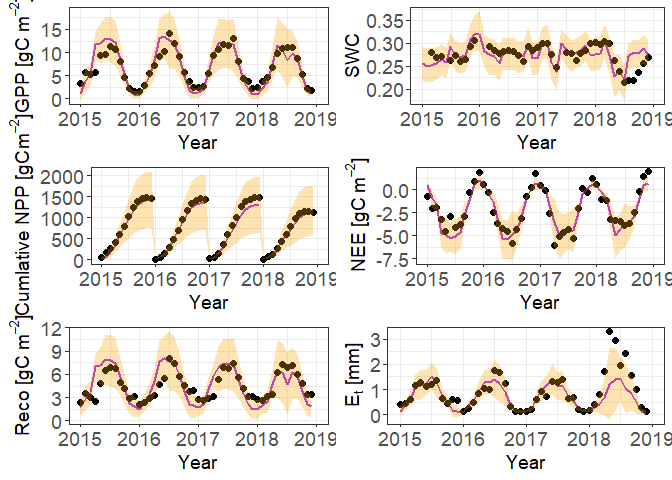 GPP [gC m⁻²]
15
10
5
0
2015 2016 2017 2018 2019
Year
SWC
0.35
0.30
0.25
0.20
2015 2016 2017 2018 2019
Year
Cumlative NPP [gCm⁻²]
2000
1500
1000
500
0
2015 2016 2017 2018 2019
Year
NEE [gC m⁻²]
0.0
-2.5
-5.0
-7.5
2015 2016 2017 2018 2019
Year
Reco [gC m⁻²]
12
9
6
3
0
2015 2016 2017 2018 2019
Year
Eₜ [mm]
3
2
1
0
2015 2016 2017 2018 2019
Year